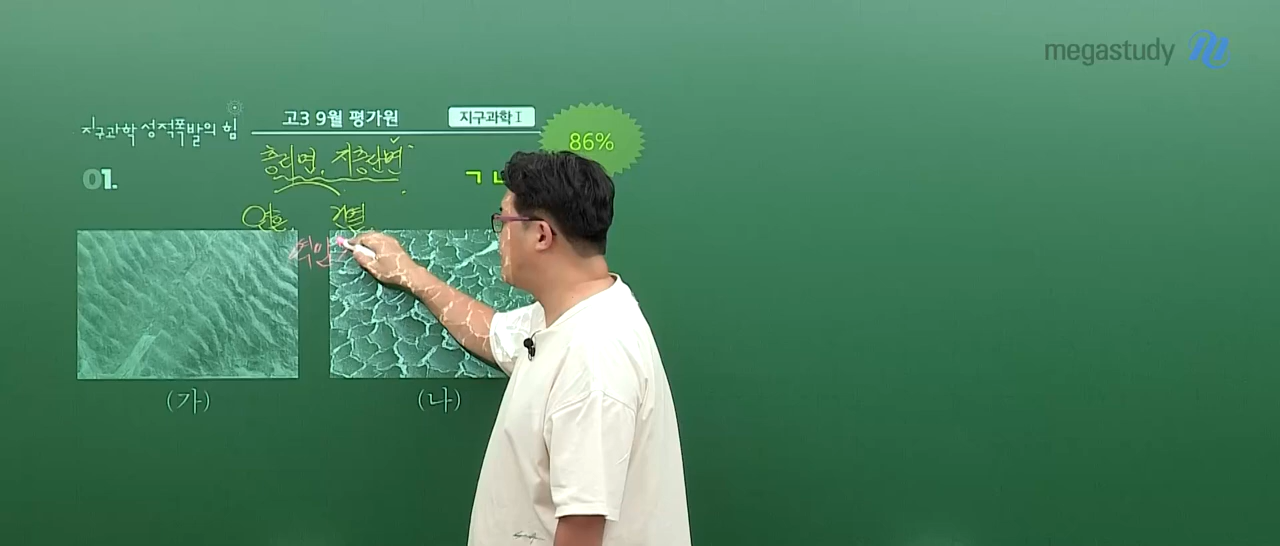 megastudy
지구과학 성적폭발의 힘
고3 9월 평가원
지구과학 I
86%
01.
층리면, 지층단면
ㄱ
연흔, 건열
(가)
(나)